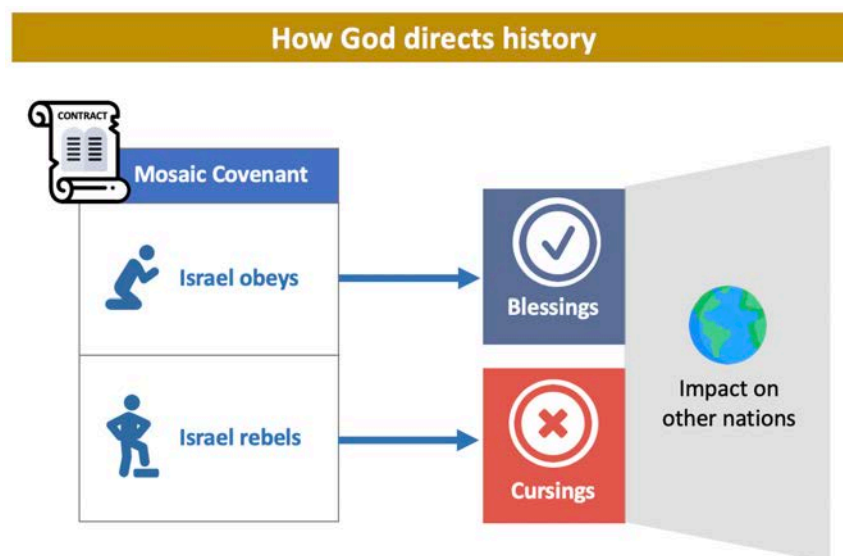 How God directs history
CONTRACT
Mosaic Covenant
Israel obeys
Blessings
Israel rebels
Cursings
Impact on
other nations